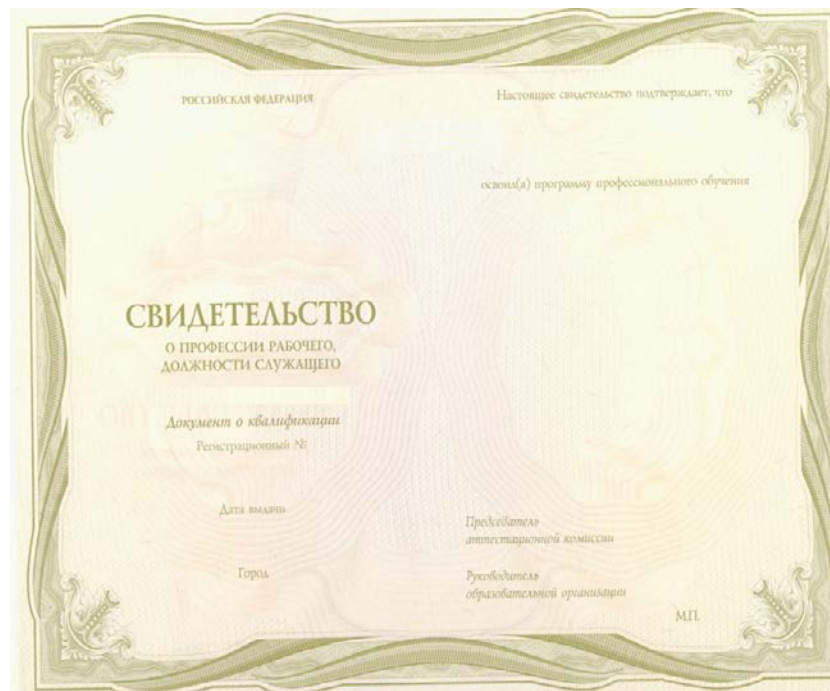 РОССИЙСКАЯ ФЕДЕРАЦИЯ
СВИДЕТЕЛЬСТВО
О ПРОФЕССИИ РАБОЧЕГО,
ДОЛЖНОСТИ СЛУЖАЩЕГО
Документ о квалификации
Регистрационный №
Дата выдачи
Город
Настоящее свидетельство подтверждает, что
освоил(а) программу профессионального обучения
Председатель
аттестационной комиссии
Руководитель
образовательной организации
М.П.